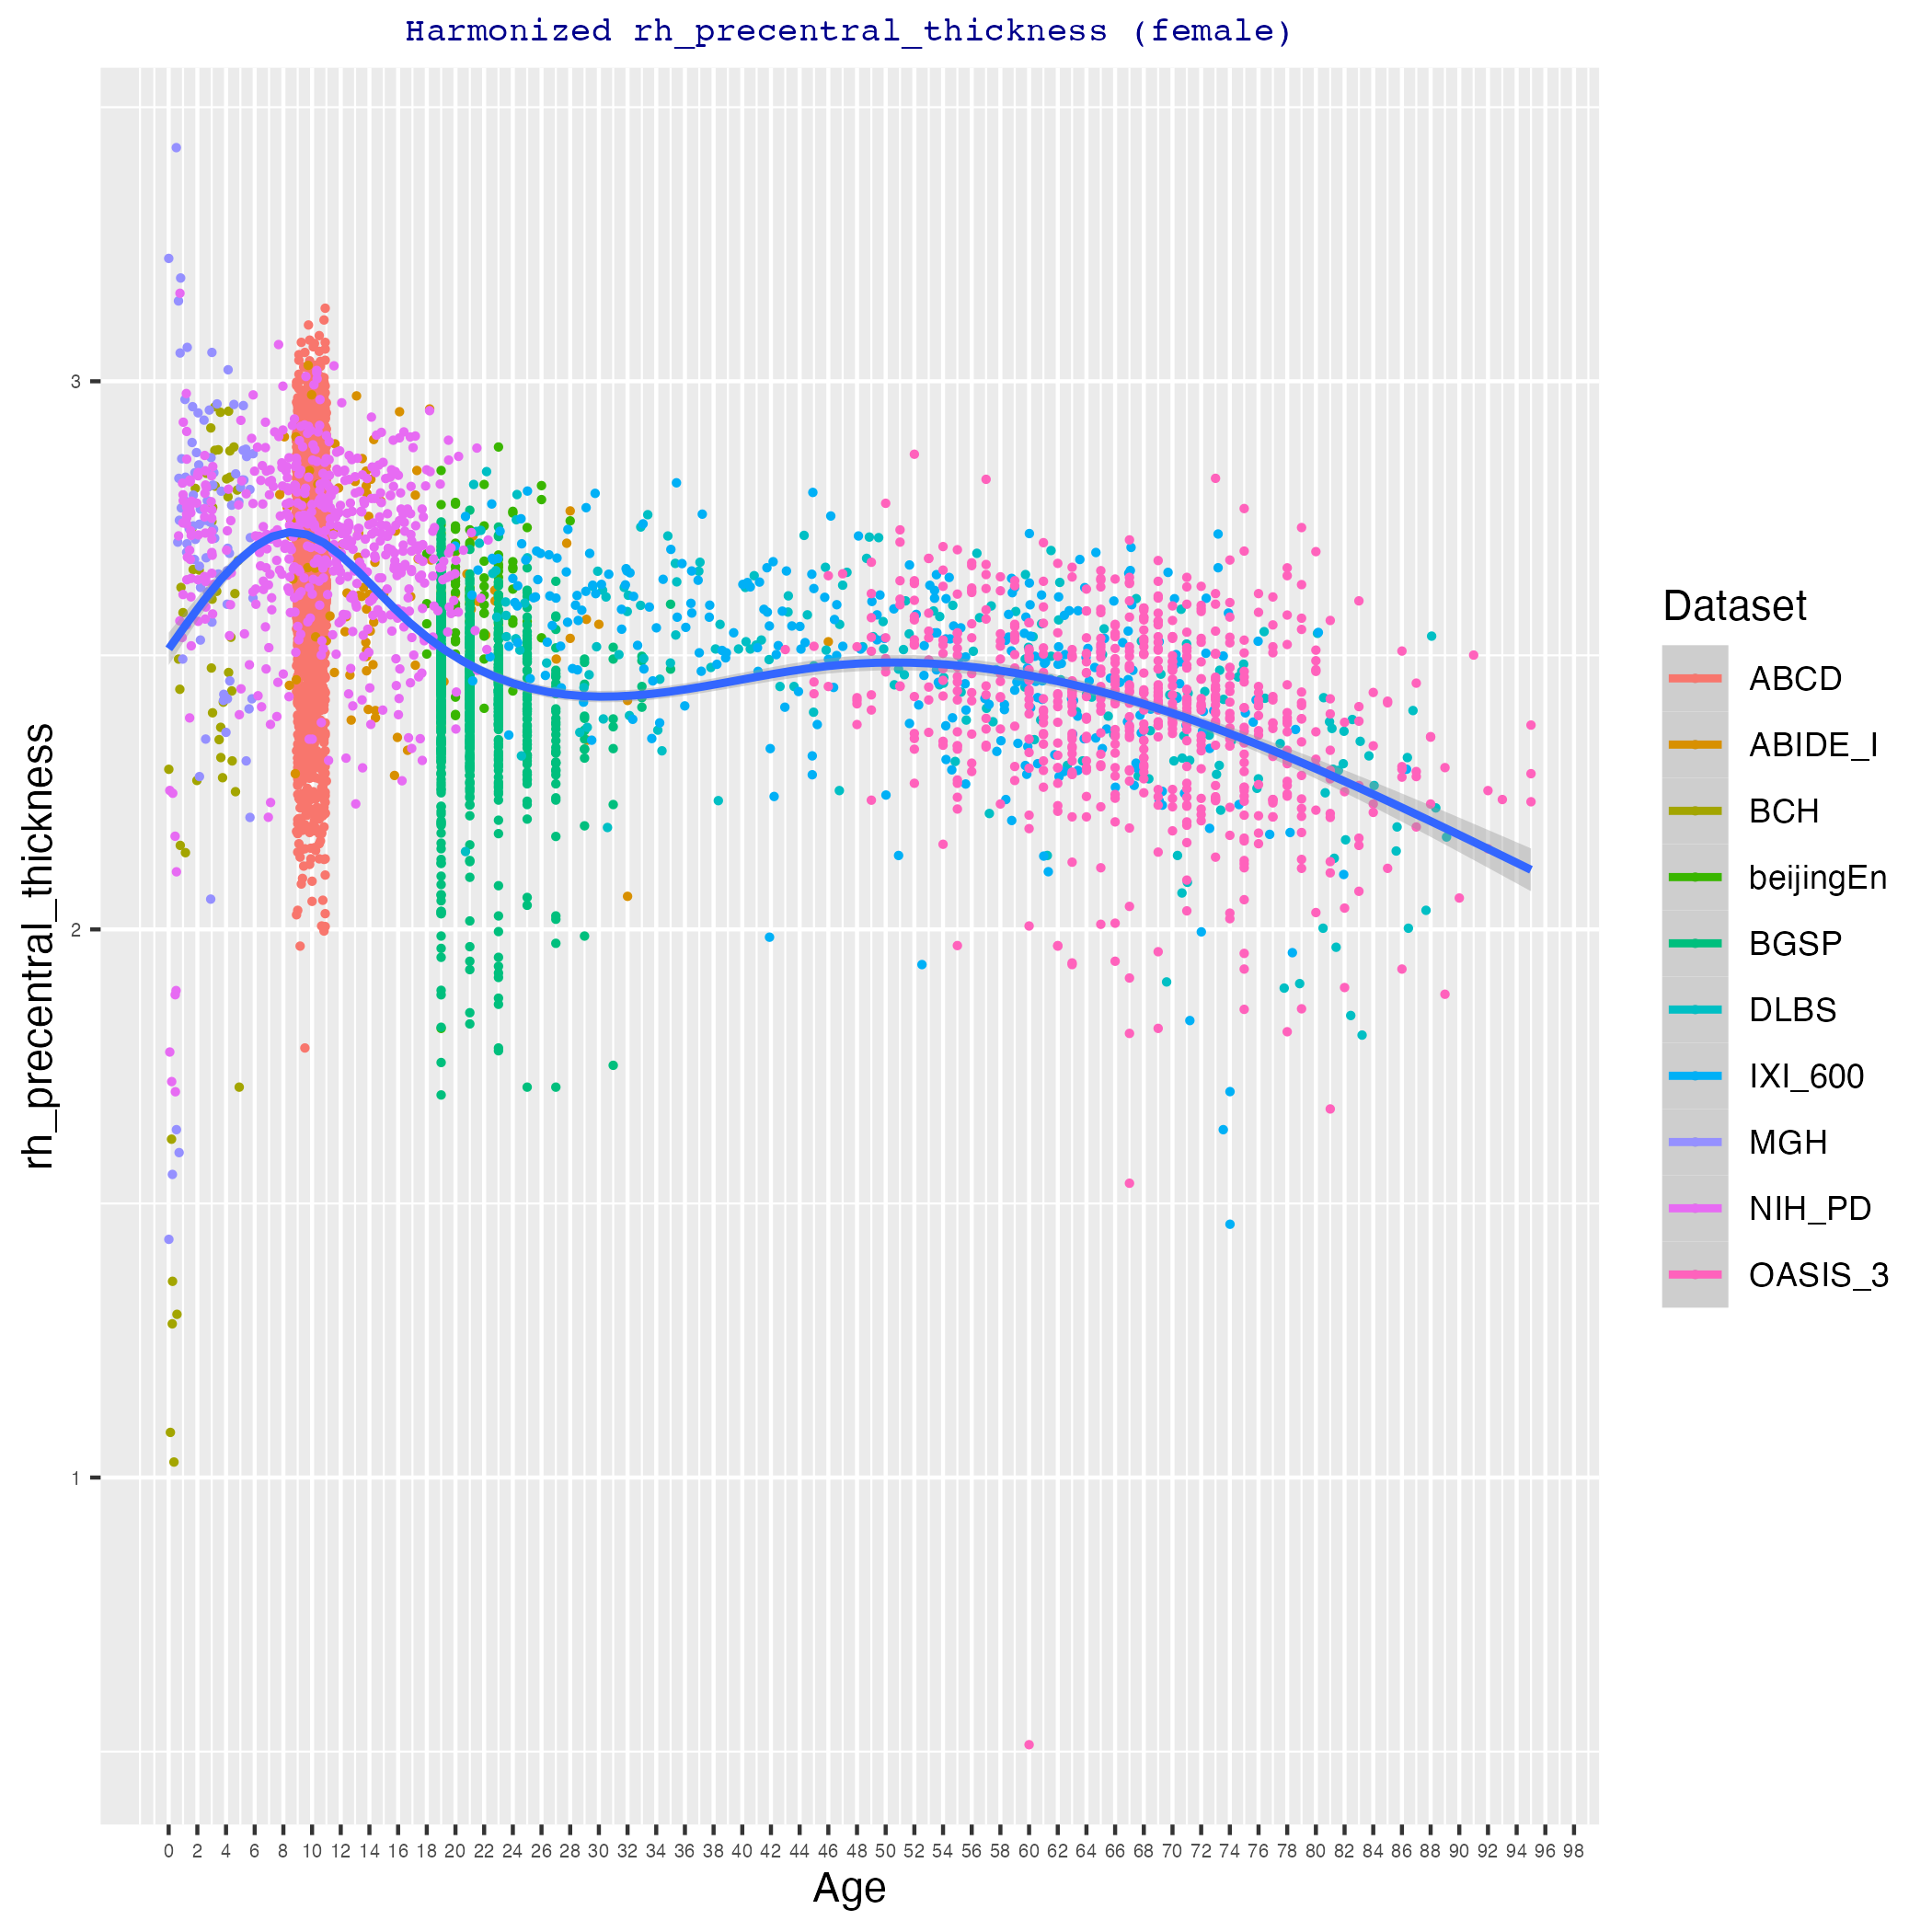 Harmonized rh_precentral_thickness (female)
rh_precentral_thickness
3
2
1
0 2 4 6 8 10 12 14 16 18 20 22 24 26 28 30 32 34 36 38 40 42 44 46 48 50 52 54 56 58 60 62 64 66 68 70 72 74 76 78 80 82 84 86 88 90 92 94 96 98
Age
Dataset
ABCD
ABIDE_I
BCH
beijingEn
BGSP
DLBS
IXI_600
MGH
NIH_PD
OASIS_3